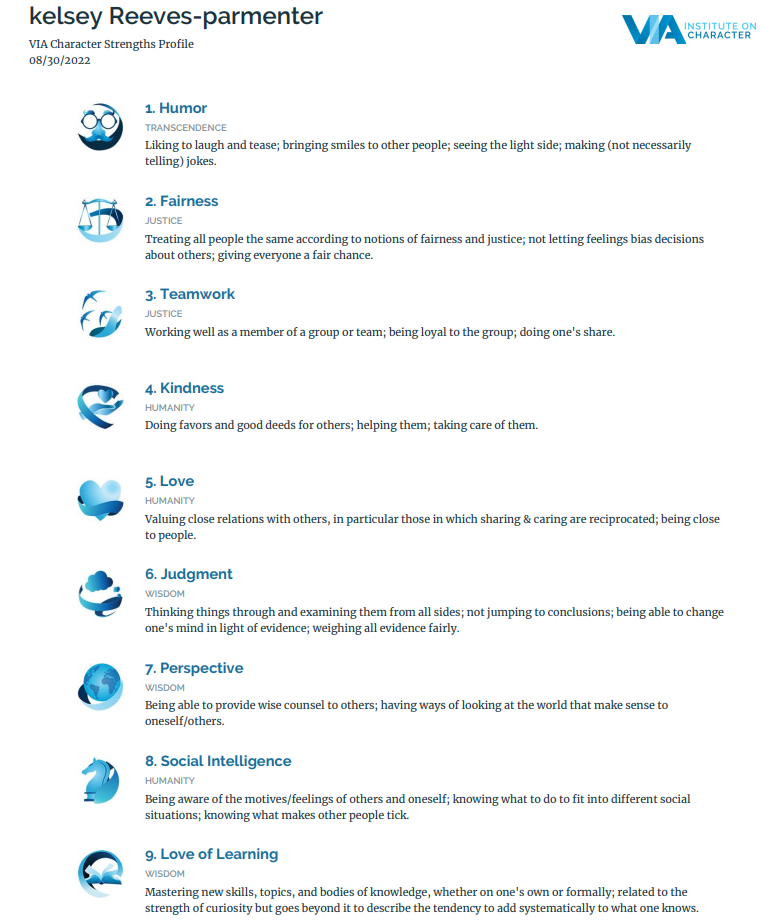 kelsey Reeves-parmenter
VIA Character Strengths Profile
08/30/2022
VIA INSTITUTE ON
CHARACTER
1. Humor
TRANSCENDENCE
Liking to laugh and tease; bringing smiles to other people; seeing the light side; making (not necessarily
telling) jokes.
2. Fairness
JUSTICE
Treating all people the same according to notions of fairness and justice; not letting feelings bias decisions
about others; giving everyone a fair chance.
3. Teamwork
JUSTICE
Working well as a member of a group or team; being loyal to the group; doing one's share.
4. Kindness
HUMANITY
Doing favors and good deeds for others; helping them; taking care of them.
5. Love
HUMANITY
Valuing close relations with others, in particular those in which sharing & caring are reciprocated; being close
to people.
6. Judgment
WISDOM
Thinking things through and examining them from all sides; not jumping to conclusions; being able to change
one's mind in light of evidence; weighing all evidence fairly.
7. Perspective
WISDOM
Being able to provide wise counsel to others; having ways of looking at the world that make sense to
oneself/others.
8. Social Intelligence
HUMANITY
Being aware of the motives/feelings of others and oneself; knowing what to do to fit into different social
situations; knowing what makes other people tick.
9. Love of Learning
WISDOM
Mastering new skills, topics, and bodies of knowledge, whether on one's own or formally; related to the
strength of curiosity but goes beyond it to describe the tendency to add systematically to what one knows.